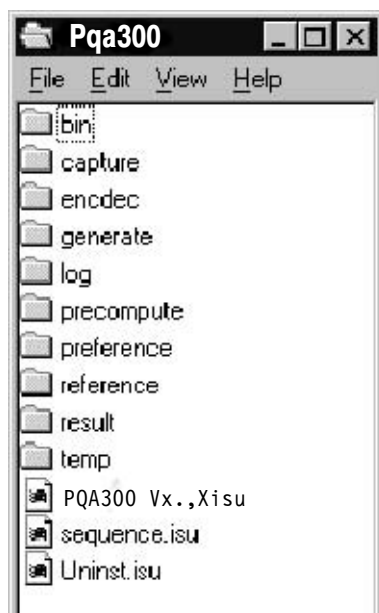 Pqa300
File Edit View Help
bin
capture
encdec
generate
log
precompute
preference
reference
result
temp
PQA300 Vx.,Xisu
sequence.isu
Uninst.isu